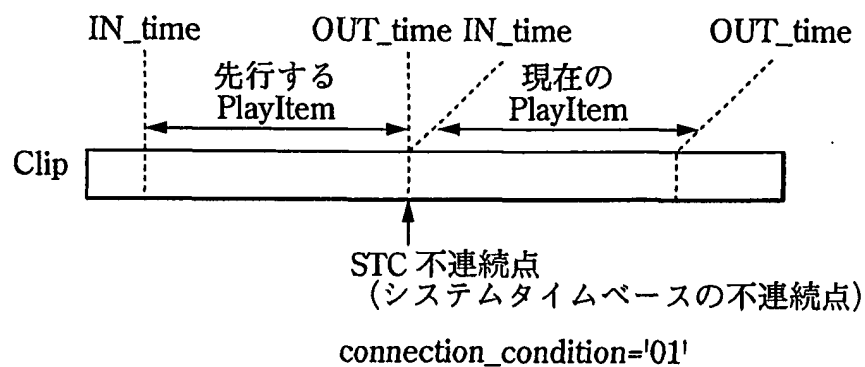 IN_time OUT_time IN_time OUT_time
先行する 現在の
PlayItem PlayItem
Clip
STC 不連続点
（システムタイムベースの不連続点）
connection_condition='01'